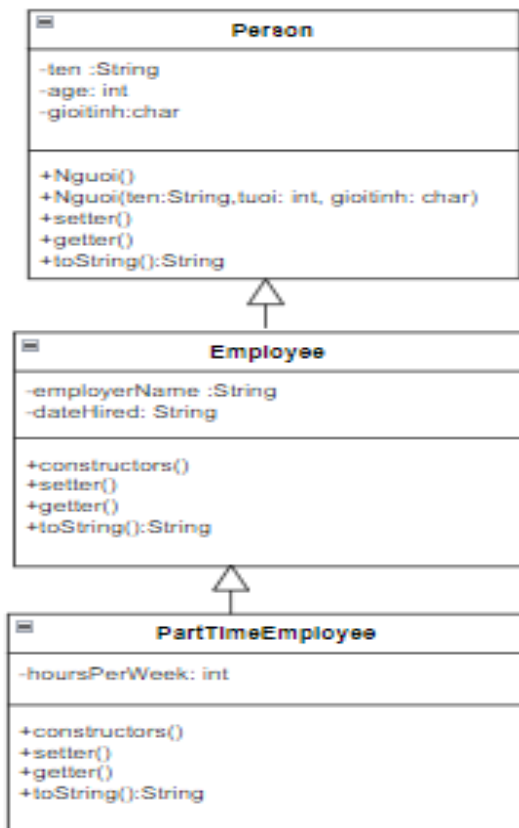 Person
-ten :String
-age: int
-gioitinh:char
+Nguoi()
+Nguoi(ten:String,tuoi: int, gioitinh: char)
+setter()
+getter()
+toString():String
Employee
-employerName :String
-dateHired: String
+constructors()
+setter()
+getter()
+toString():String
PartTimeEmployee
-hoursPerWeek: int
+constructors()
+setter()
+getter()
+toString():String